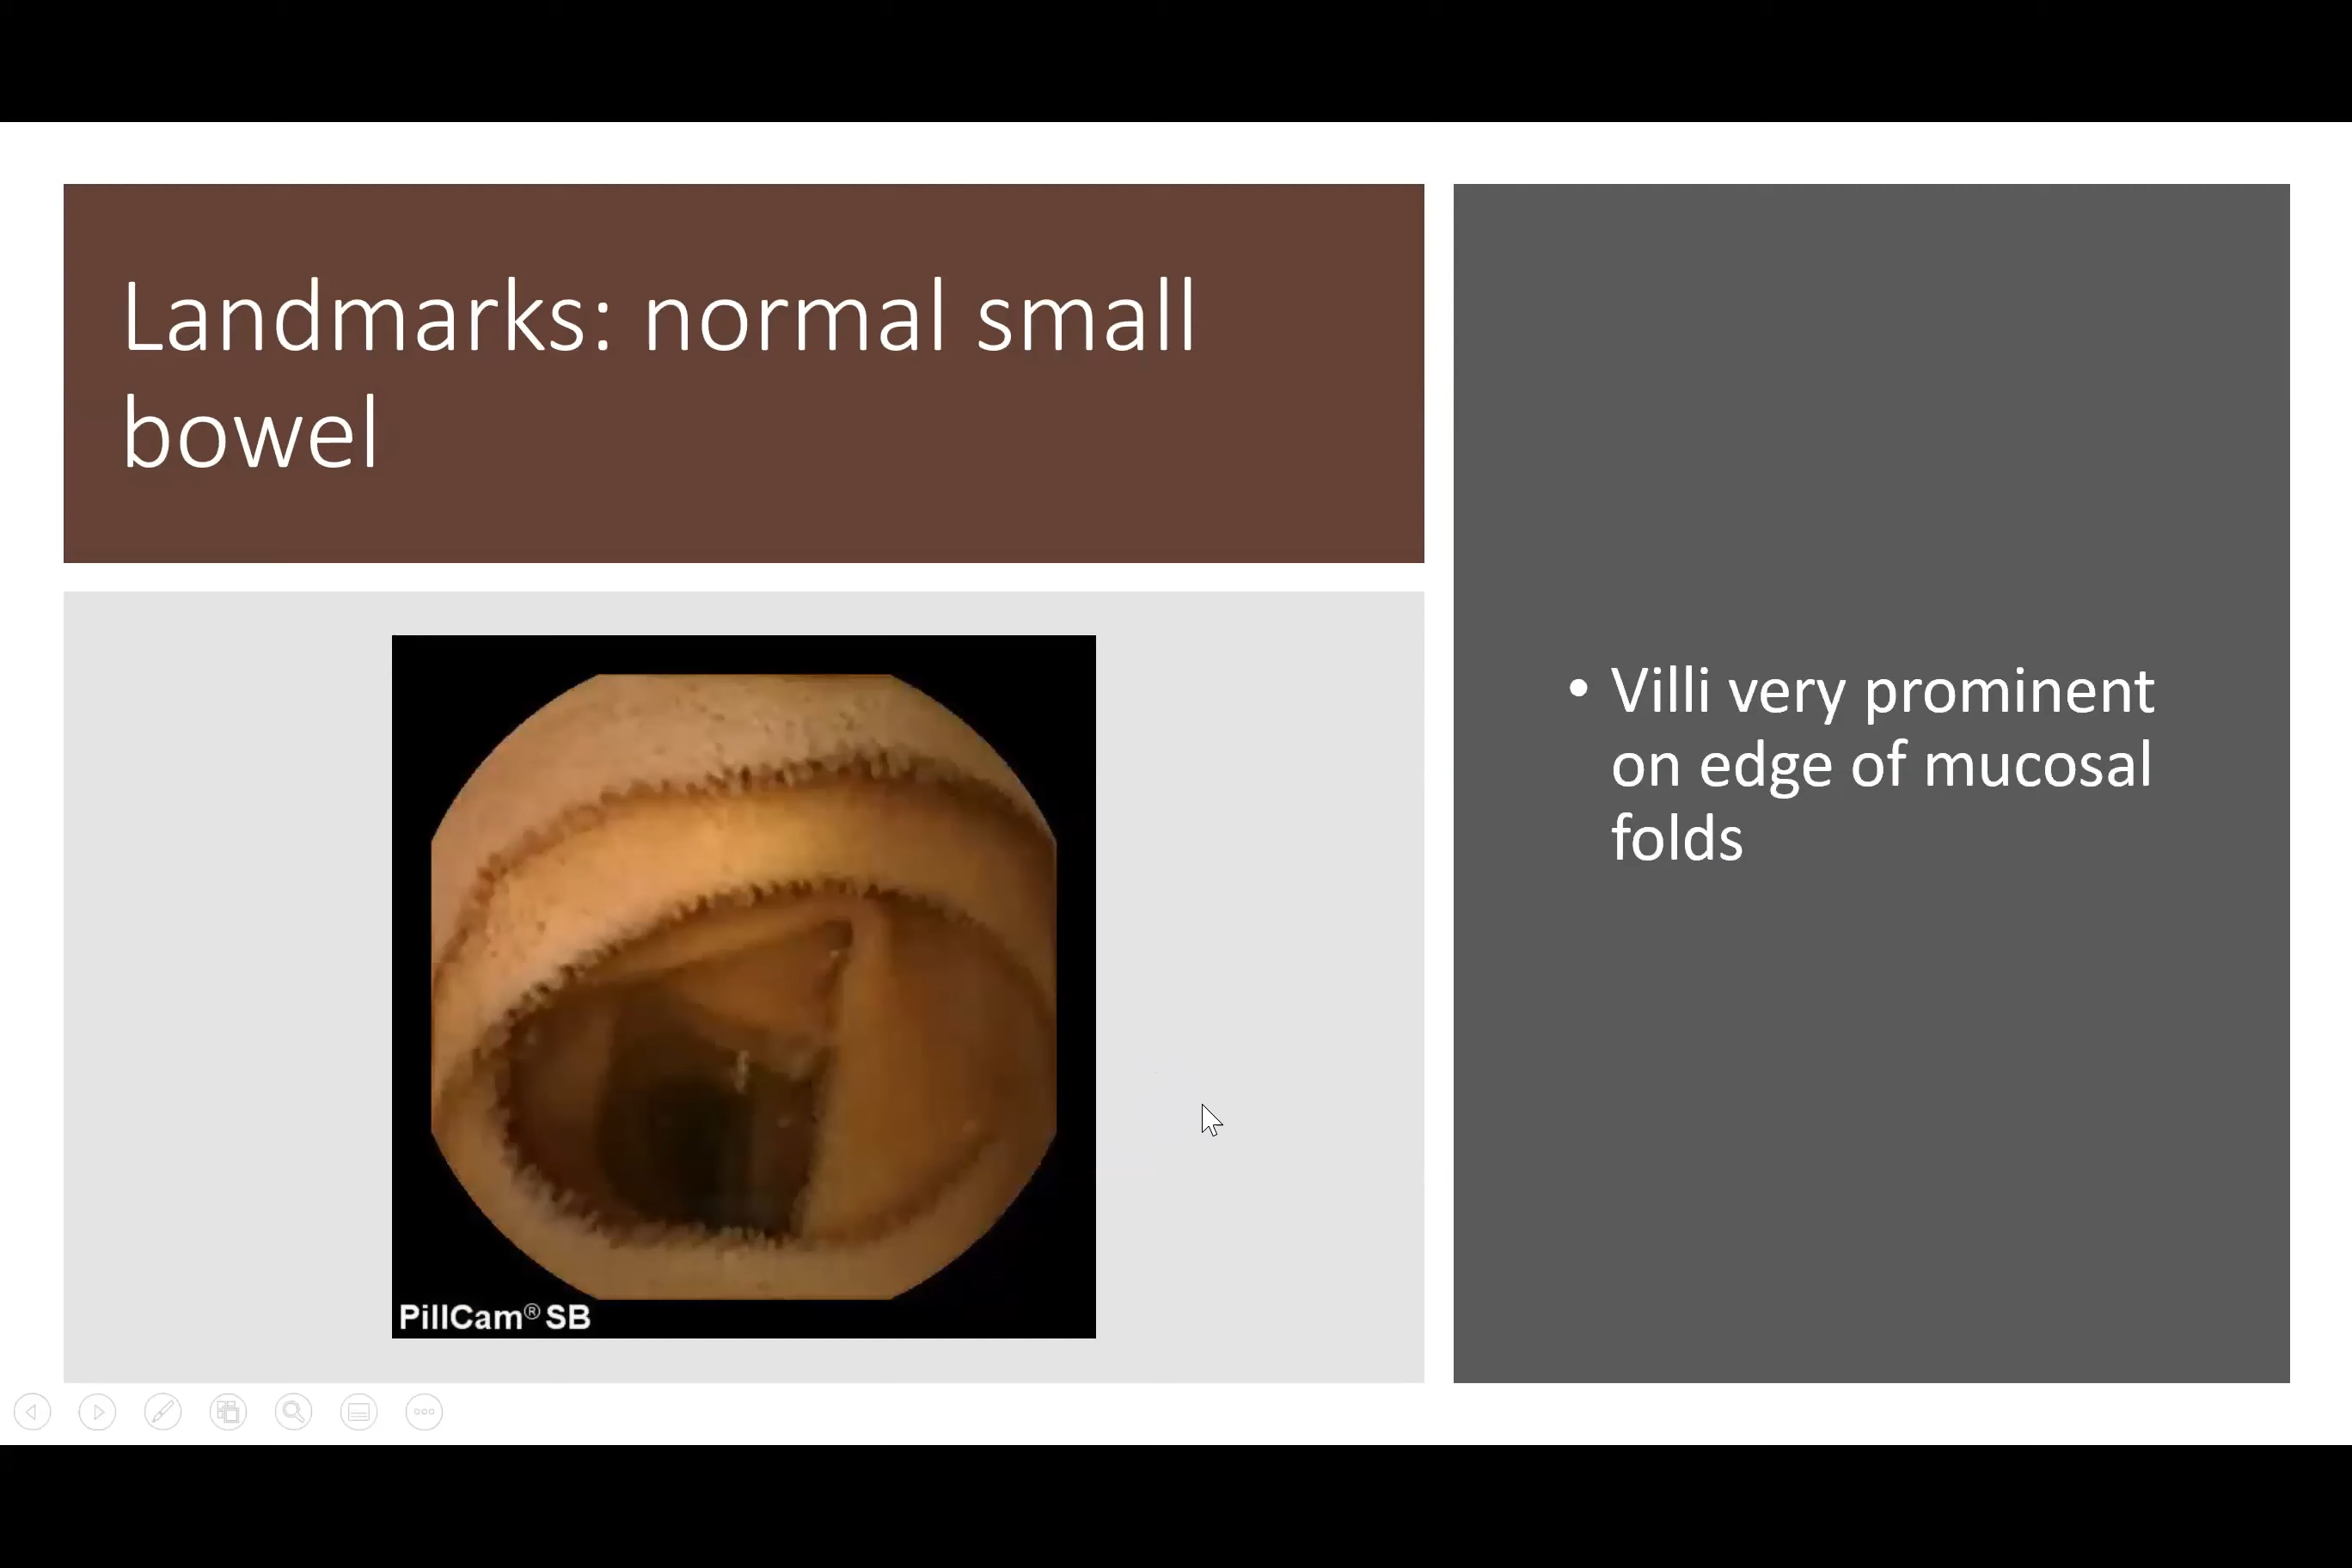 Landmarks: normal small
bowel
• Villi very prominent
on edge of mucosal
folds
PillCam® SB